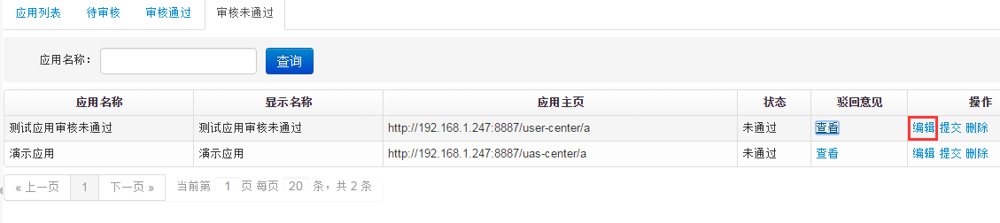 应用列表 待审核 审核通过 审核未通过
应用名称： 查询
应用名称 显示名称 应用主页 状态 驳回意见 操作
测试应用审核未通过 测试应用审核未通过 http://192.168.1.247:8887/user-center/a 未通过 查看 编辑 提交 删除
演示应用 演示应用 http://192.168.1.247:8887/uas-center/a 未通过 查看 编辑 提交 删除
« 上一页 1 下一页 » 当前第 1 页 每页 20 条，共 2 条